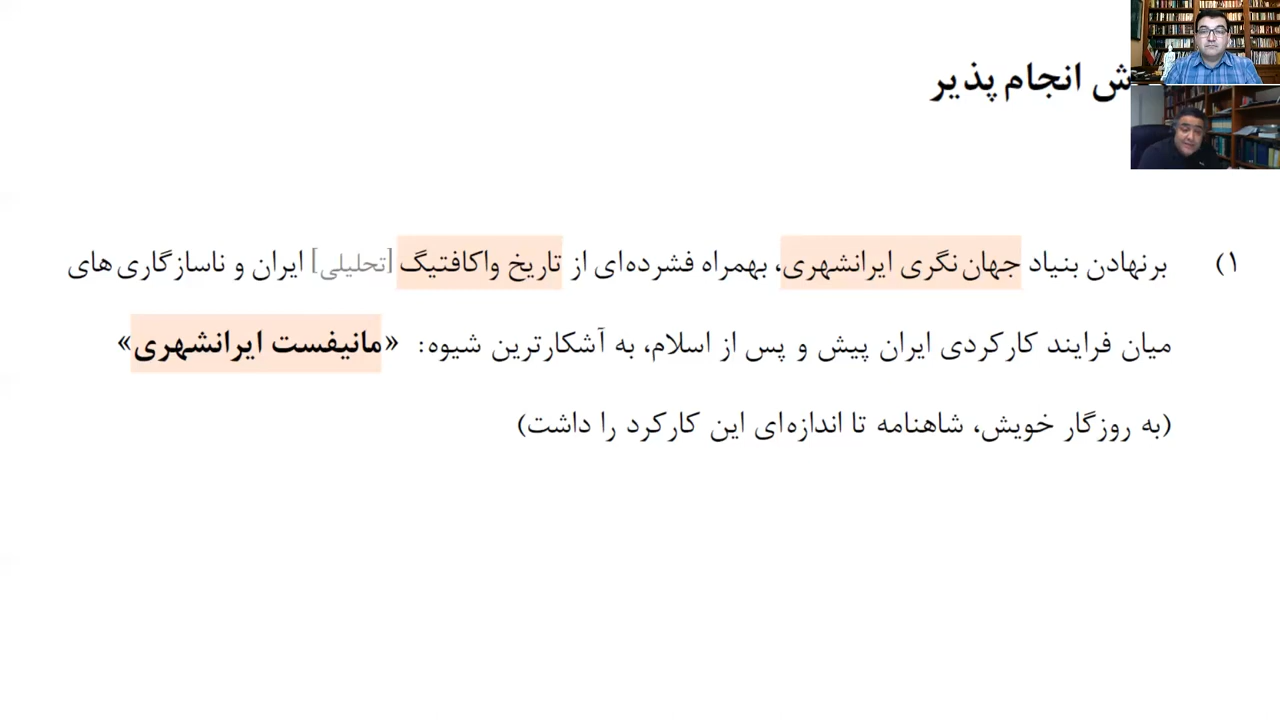 انجام پذیر
۱) برنهادن بنیاد جهان‌نگری ایرانشهری، بهمراه فشرده‌ای از تاریخ واکافتیگ [تحلیلی] ایران و ناسازگاری‌های
میان فرایند کارکردی ایران پیش و پس از اسلام، به آشکارترین شیوه: «مانیفست ایرانشهری»
(به روزگار خویش، شاهنامه تا اندازه‌ای این کارکرد را داشت)